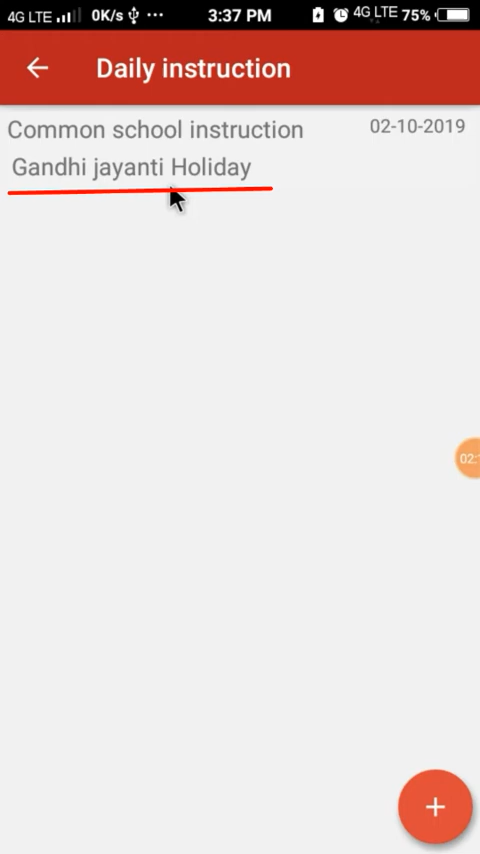 4G LTE 0K/s ... 3:37 PM 4G LTE 75%
Daily instruction
Common school instruction 02-10-2019
Gandhi jayanti Holiday
02:
+